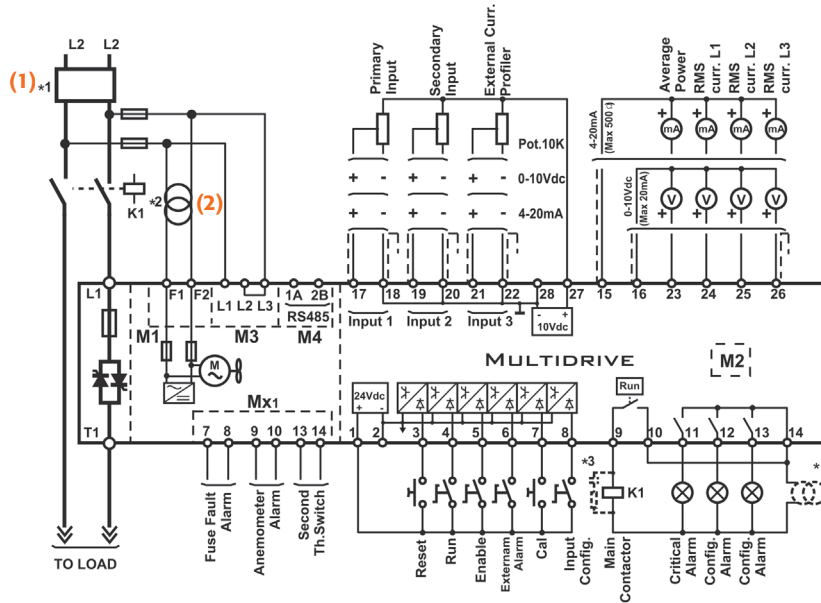 L2 L2
(1) *1
K1
*2 (2)
Primary
Input
Secondary
Input
External Curr.
Profiler
Pot.10K
+ - + - + - 0-10Vdc
+ - + - + - 4-20mA
Average
Power
RMS
curr. L1
RMS
curr. L2
RMS
curr. L3
4-20mA
(Max 500Ω)
+ mA + mA + mA + mA
0-10Vdc
(Max 20mA)
+ V + V + V + V
L1 F1 F2 L1 L2 L3 1A 2B
RS485
17 18 19 20 21 22 28 27 15 16 23 24 25 26
Input 1 Input 2 Input 3
- +
10Vdc
M1 M3 M4
M
MULTIDRIVE
M2
Mx1
24Vdc
+ -
Run
T1
7 8 9 10 13 14
1 2 3 4 5 6 7 8 9 10 11 12 13 14
*3
K1
*
Fuse Fault
Alarm
Anemometer
Alarm
Second
Th.Switch
Reset
Run
Enable
Externam
Alarm
Cal
Input
Config.
Main
Contactor
Critical
Alarm
Config.
Alarm
Config.
Alarm
TO LOAD